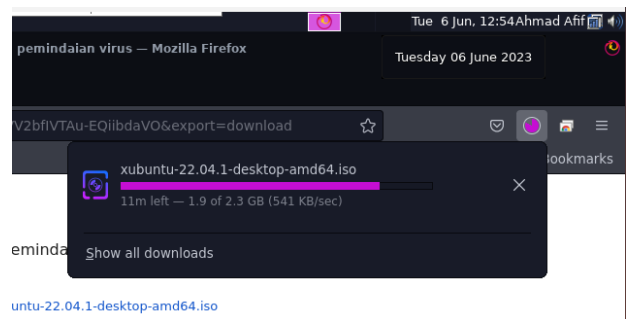 Tue 6 Jun, 12:54 Ahmad Afif
pemindaian virus — Mozilla Firefox
Tuesday 06 June 2023
V2bfIVTAu-EQiibdaVO&export=download
ookmarks
xubuntu-22.04.1-desktop-amd64.iso
11m left — 1.9 of 2.3 GB (541 KB/sec)
eminda
Show all downloads
untu-22.04.1-desktop-amd64.iso